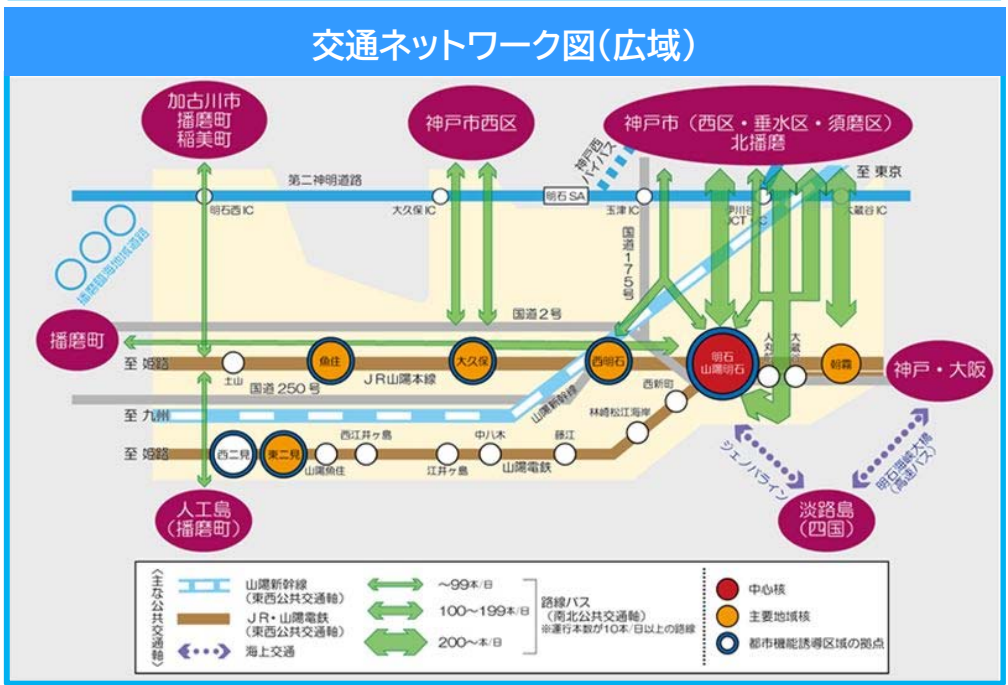 交通ネットワーク図(広域)
加古川市
播磨町
稲美町
神戸市西区
神戸市(西区・垂水区・須磨区)
北播磨
神戸西
バイパス
至 東京
第二神明道路
明石SA
明石西IC
大久保IC
玉津IC
伊川谷
JCT・IC
大蔵谷IC
播磨臨海地域道路
国道175号
国道2号
播磨町
至 姫路
土山
魚住
JR山陽本線
大久保
西明石
明石
山陽明石
人丸前
大蔵谷
朝霧
神戸・大阪
国道250号
山陽新幹線
西新町
至 九州
林崎松江海岸
至 姫路
西二見
東二見
山陽魚住
西江井ヶ島
江井ヶ島
中八木
山陽電鉄
藤江
ジェノバライン
明石海峡大橋
(高速バス)
人工島
(播磨町)
淡路島
(四国)
〈主な公共交通軸〉
山陽新幹線
(東西公共交通軸)
JR・山陽電鉄
(東西公共交通軸)
海上交通
~99本/日
100~199本/日
200~本/日
路線バス
(南北公共交通軸)
※運行本数が10本/日以上の路線
中心核
主要地域核
都市機能誘導区域の拠点